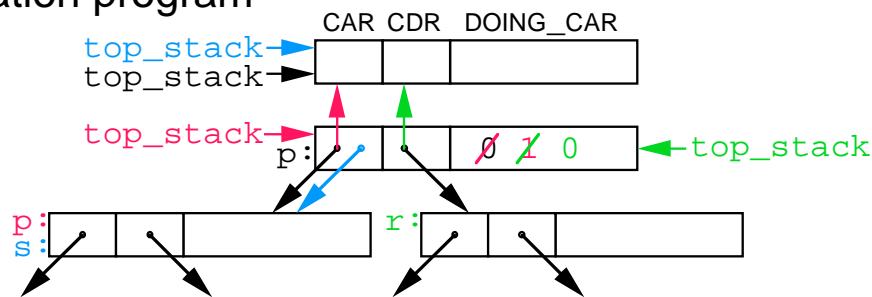 ation program
CAR CDR DOING_CAR
top_stack
top_stack
top_stack
p: 0 1 0 top_stack
p: r:
s: